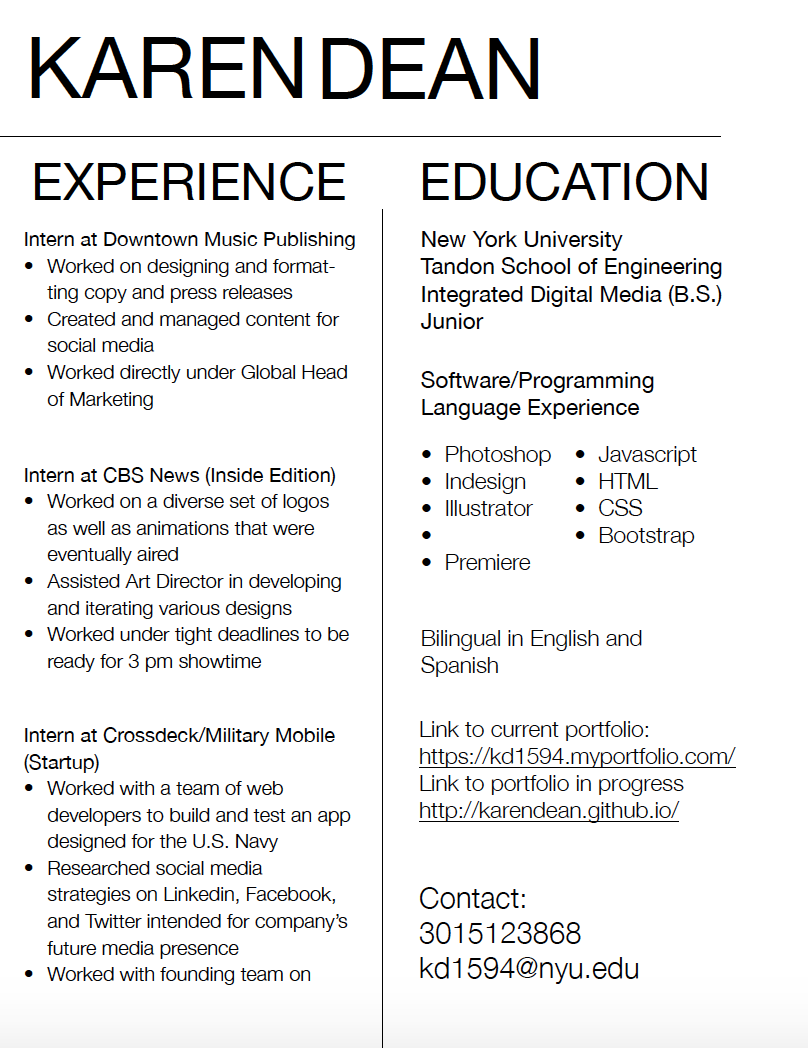 KAREN DEAN
EXPERIENCE
Intern at Downtown Music Publishing
• Worked on designing and format-
ting copy and press releases
• Created and managed content for
social media
• Worked directly under Global Head
of Marketing
Intern at CBS News (Inside Edition)
• Worked on a diverse set of logos
as well as animations that were
eventually aired
• Assisted Art Director in developing
and iterating various designs
• Worked under tight deadlines to be
ready for 3 pm showtime
Intern at Crossdeck/Military Mobile
(Startup)
• Worked with a team of web
developers to build and test an app
designed for the U.S. Navy
• Researched social media
strategies on Linkedin, Facebook,
and Twitter intended for company’s
future media presence
• Worked with founding team on
EDUCATION
New York University
Tandon School of Engineering
Integrated Digital Media (B.S.)
Junior
Software/Programming
Language Experience
• Photoshop
• Indesign
• Illustrator
•
• Premiere
• Javascript
• HTML
• CSS
• Bootstrap
Bilingual in English and
Spanish
Link to current portfolio:
https://kd1594.myportfolio.com/
Link to portfolio in progress
http://karendean.github.io/
Contact:
3015123868
kd1594@nyu.edu